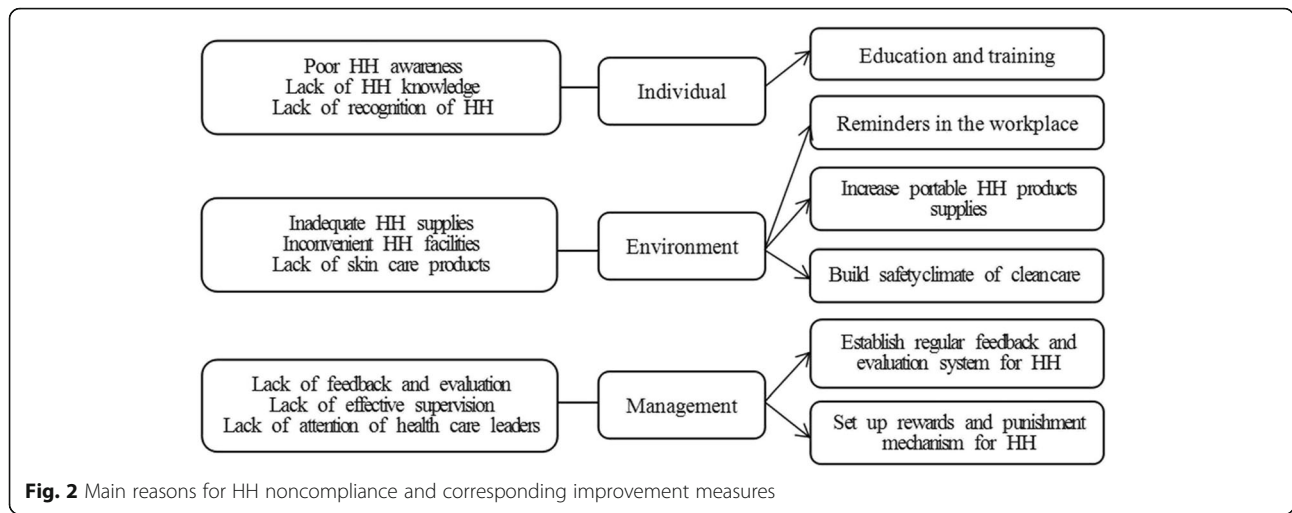 Poor HH awareness
Lack of HH knowledge
Lack of recognition of HH
Individual
Education and training
Reminders in the workplace
Inadequate HH supplies
Inconvenient HH facilities
Lack of skin care products
Environment
Increase portable HH products
supplies
Build safetyclimate of cleancare
Lack of feedback and evaluation
Lack of effective supervision
Lack of attention of health care leaders
Management
Establish regular feedback and
evaluation system for HH
Set up rewards and punishment
mechanism for HH
Fig. 2 Main reasons for HH noncompliance and corresponding improvement measures